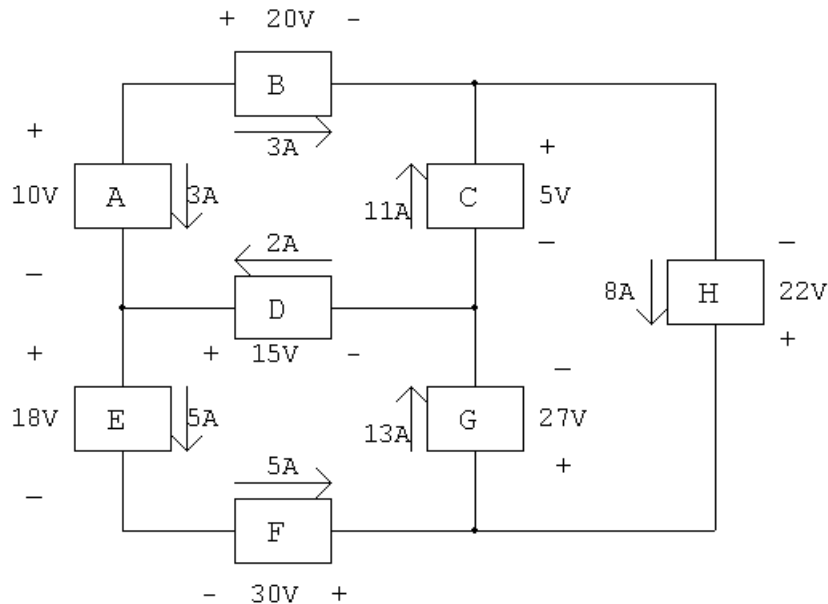 + 20V -
B
3A
+
10V
-
A
3A
11A
C
+
5V
-
2A
D
+ 15V -
8A
H
-
22V
+
+
18V
-
E
5A
13A
G
-
27V
+
5A
F
- 30V +